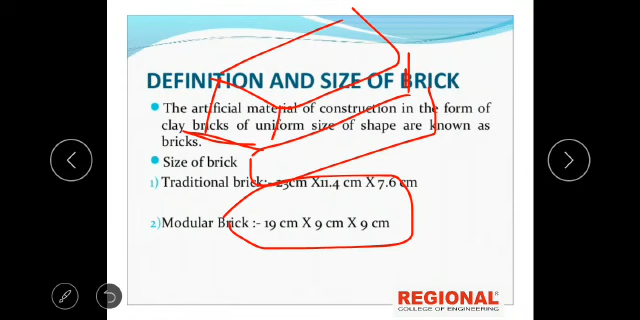 DEFINITION AND SIZE OF BRICK
The artificial material of construction in the form of
clay bricks of uniform size of shape are known as
bricks.
Size of brick
1) Traditional brick:- 23cm X11.4 cm X 7.6 cm
2)Modular Brick :- 19 cm X 9 cm X 9 cm
REGIONAL
COLLEGE OF ENGINEERING